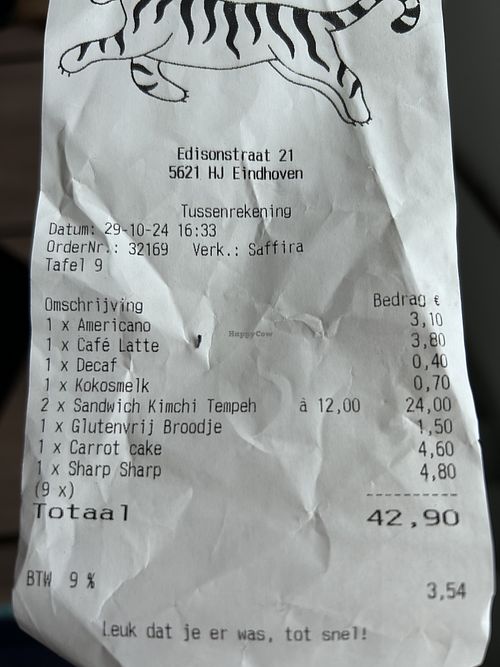 Edisonstraat 21
5621 HJ Eindhoven
Tussenrekening
Datum: 29-10-24 16:33
OrderNr.: 32169 Verk.: Saffira
Tafel 9
Omschrijving Bedrag €
1 x Americano 3,10
1 x Café Latte 3,80
1 x Decaf 0,40
1 x Kokosmelk 0,70
2 x Sandwich Kimchi Tempeh à 12,00 24,00
1 x Glutenvrij Broodje 1,50
1 x Carrot cake 4,60
1 x Sharp Sharp 4,80
(9 x)
Totaal 42,90
BTW 9 % 3,54
Leuk dat je er was, tot snel!
HappyCow